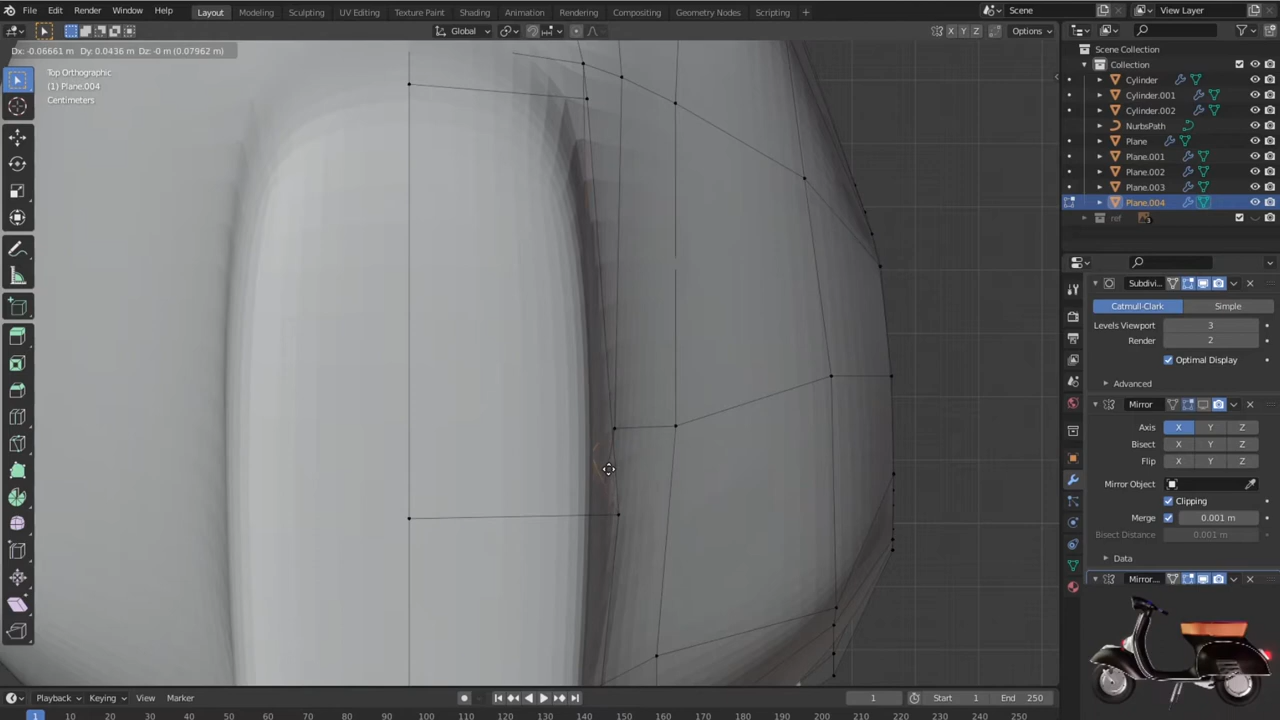 File Edit Render Window Help Layout Modeling Sculpting UV Editing Texture Paint Shading Animation Rendering Compositing Geometry Nodes Scripting + Scene View Layer
Global X Y Z Options
Dx: -0.06661 m Dy: 0.0436 m Dz: -0 m (0.07962 m)
Top Orthographic
(1) Plane.004
Centimeters
Scene Collection
Collection
Cylinder
Cylinder.001
Cylinder.002
NurbsPath
Plane
Plane.001
Plane.002
Plane.003
Plane.004
ref
Subdivi...
Catmull-Clark Simple
Levels Viewport 3
Render 2
Optimal Display
Advanced
Mirror
Axis X Y Z
Bisect X Y Z
Flip X Y Z
Mirror Object
Clipping
Merge 0.001 m
Bisect Distance 0.001 m
Data
Mirror...
Playback Keying View Marker 1 Start 1 End 250
1 10 20 30 40 50 60 70 80 90 100 110 120 130 140 150 160 170 180 190 200 210 220 230 240 250